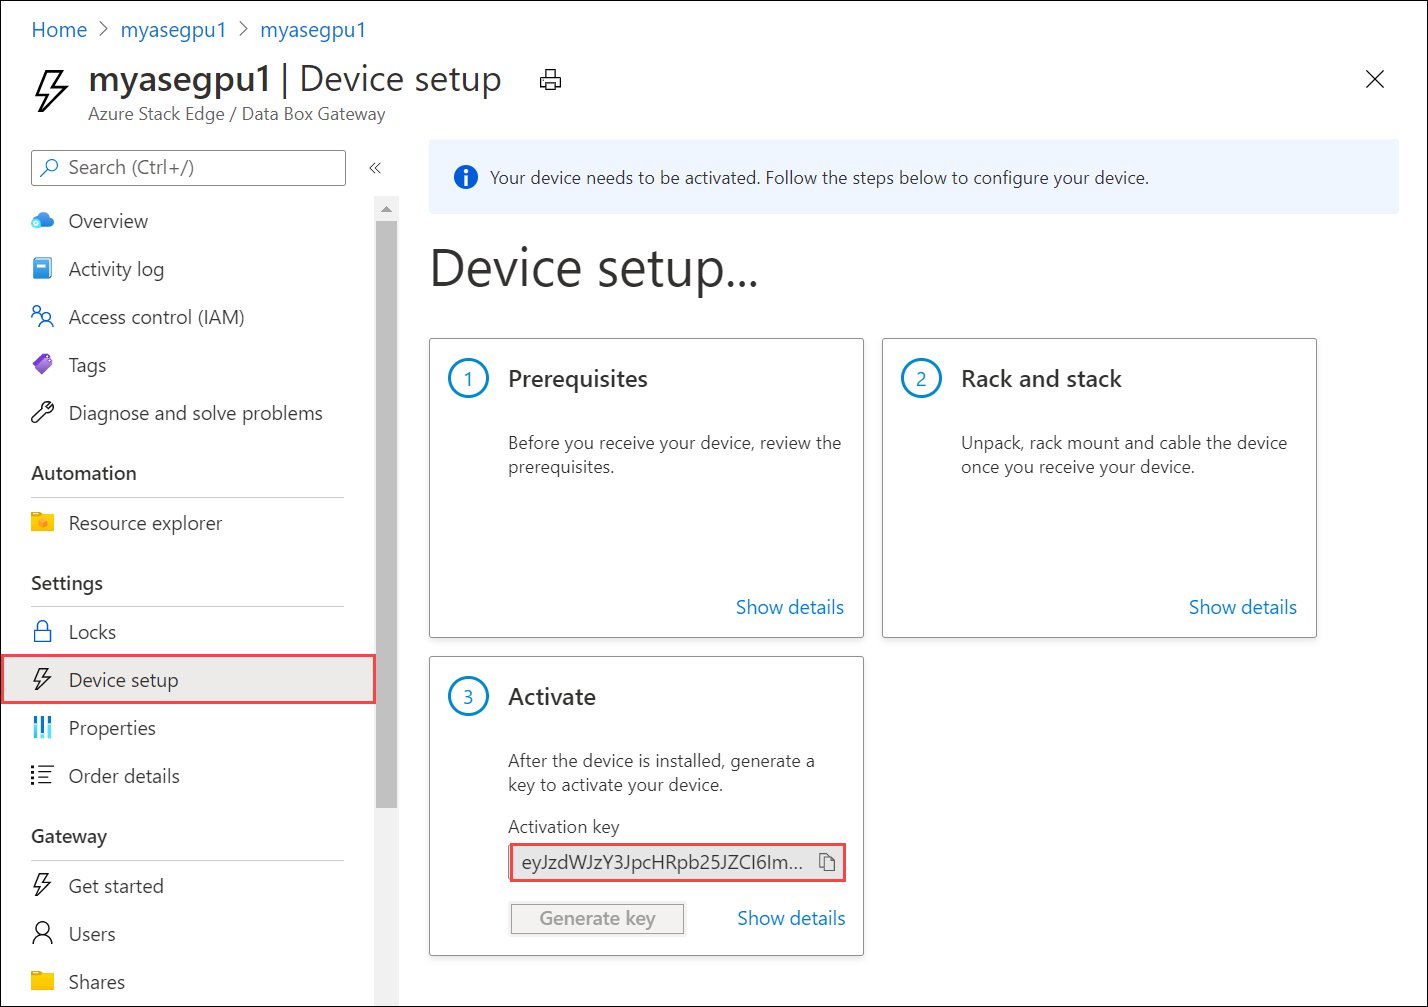 Home > myasegpu1 > myasegpu1
myasegpu1 | Device setup
Azure Stack Edge / Data Box Gateway
Search (Ctrl+/)
«
Overview
Activity log
Access control (IAM)
Tags
Diagnose and solve problems
Automation
Resource explorer
Settings
Locks
Device setup
Properties
Order details
Gateway
Get started
Users
Shares
Your device needs to be activated. Follow the steps below to configure your device.
Device setup...
1 Prerequisites
Before you receive your device, review the
prerequisites.
Show details
2 Rack and stack
Unpack, rack mount and cable the device
once you receive your device.
Show details
3 Activate
After the device is installed, generate a
key to activate your device.
Activation key
eyJzdWJzY3JpcHRpb25JZCI6Im...
Generate key
Show details